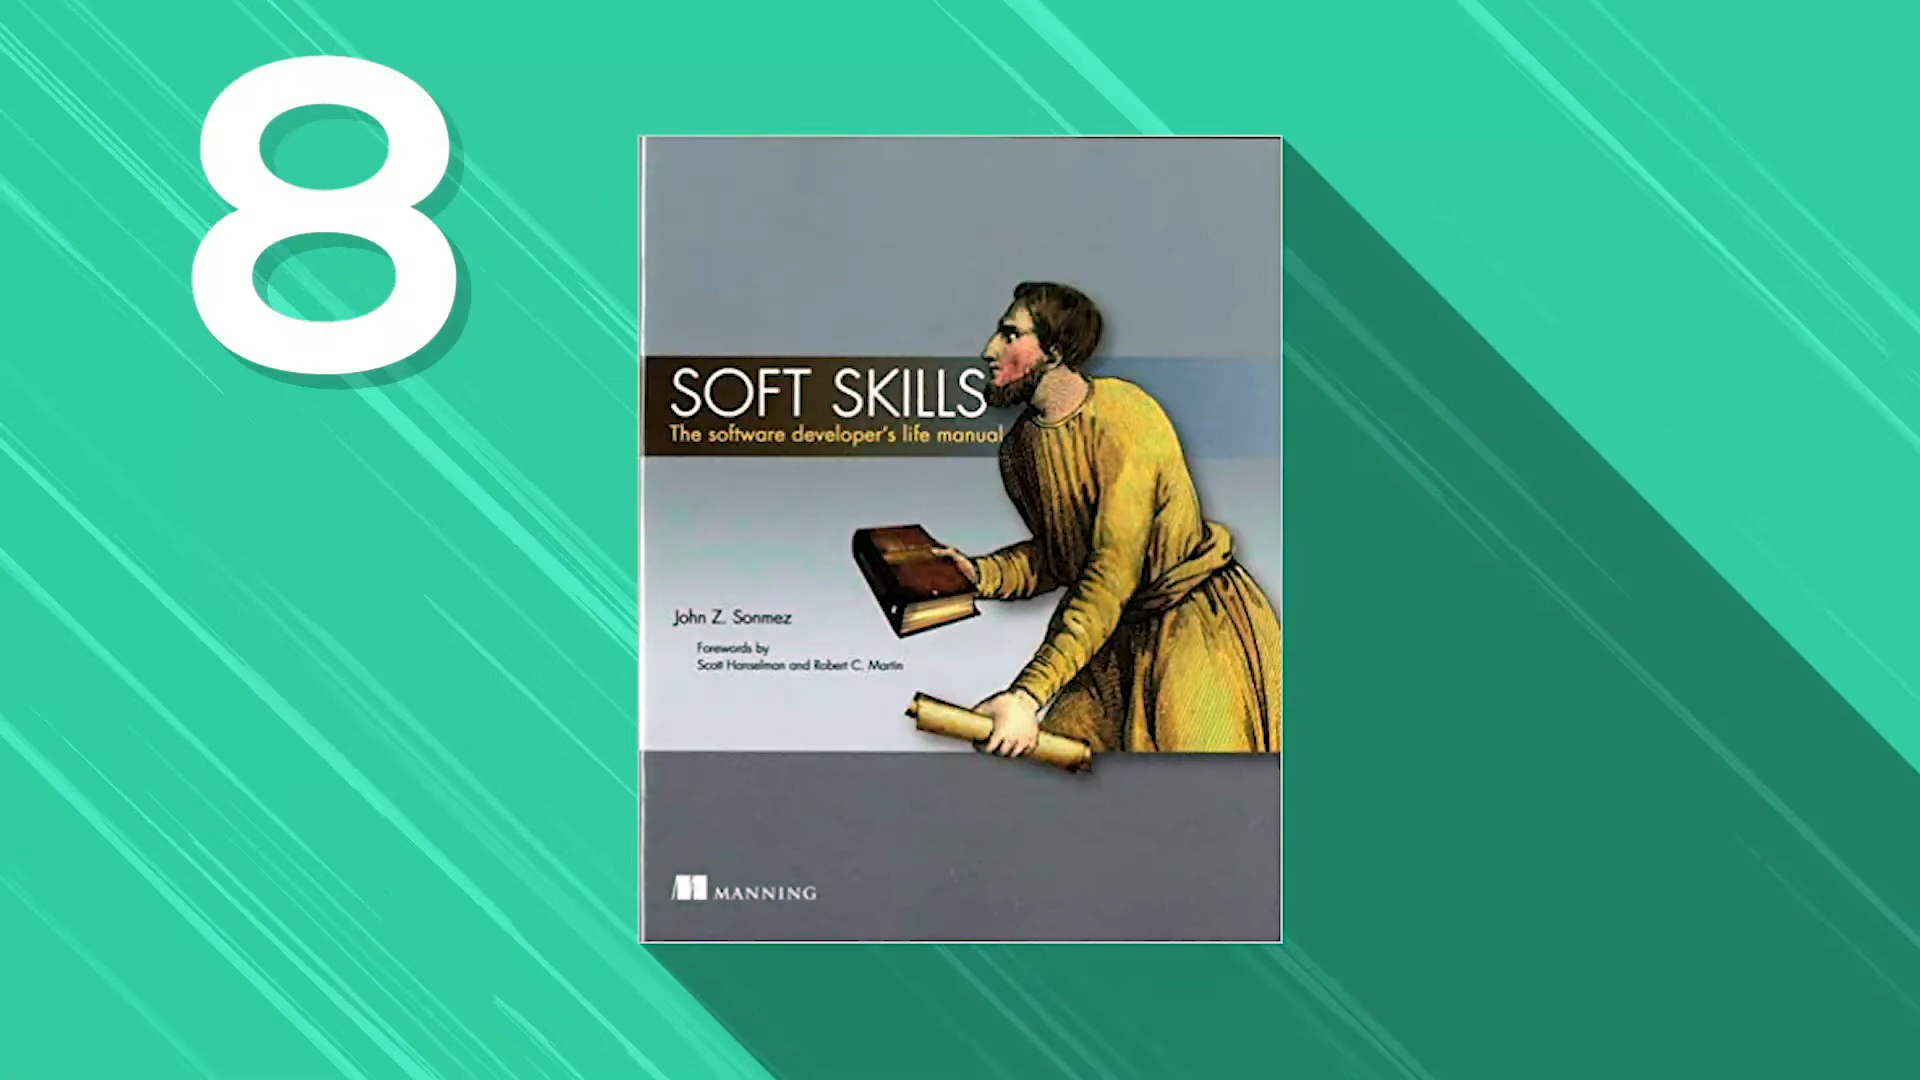 8
SOFT SKILLS
The software developer's life manual
John Z. Sonmez
Forewords by
Scott Hanselman and Robert C. Martin
MANNING